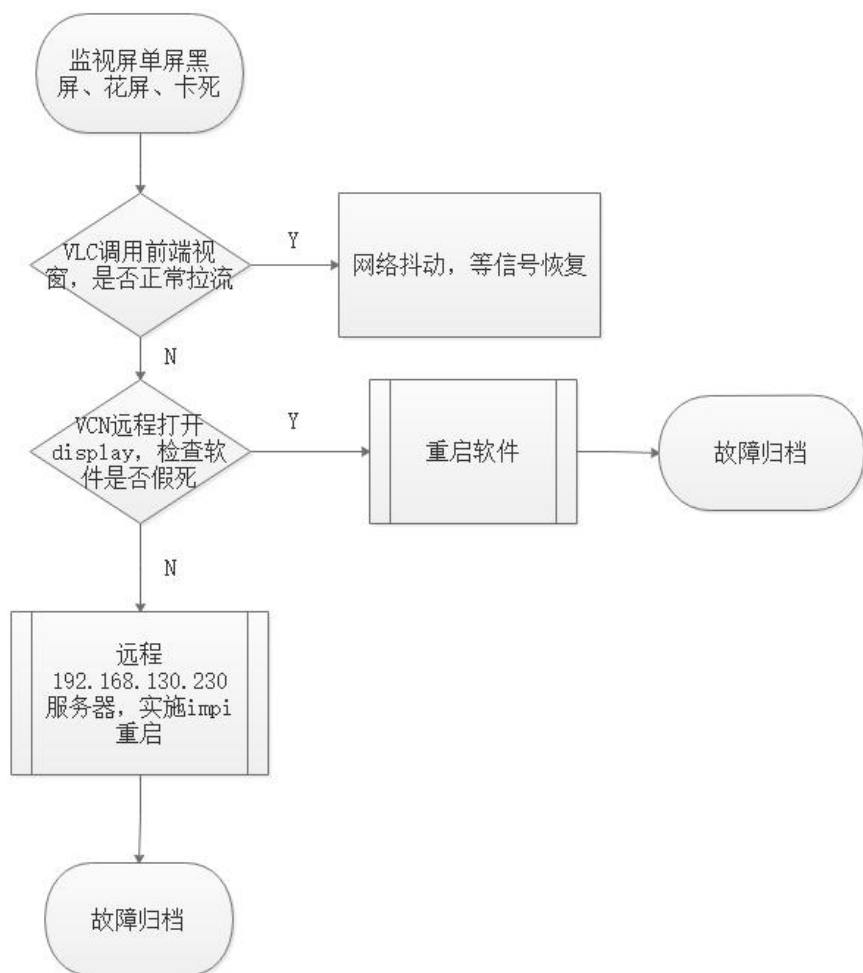 监视屏单屏黑
屏、花屏、卡死
VLC调用前端视
窗，是否正常拉流
Y
网络抖动，等信号恢复
N
VCN远程打开
display，检查软
件是否假死
Y
重启软件
故障归档
N
远程
192.168.130.230
服务器，实施impi
重启
故障归档